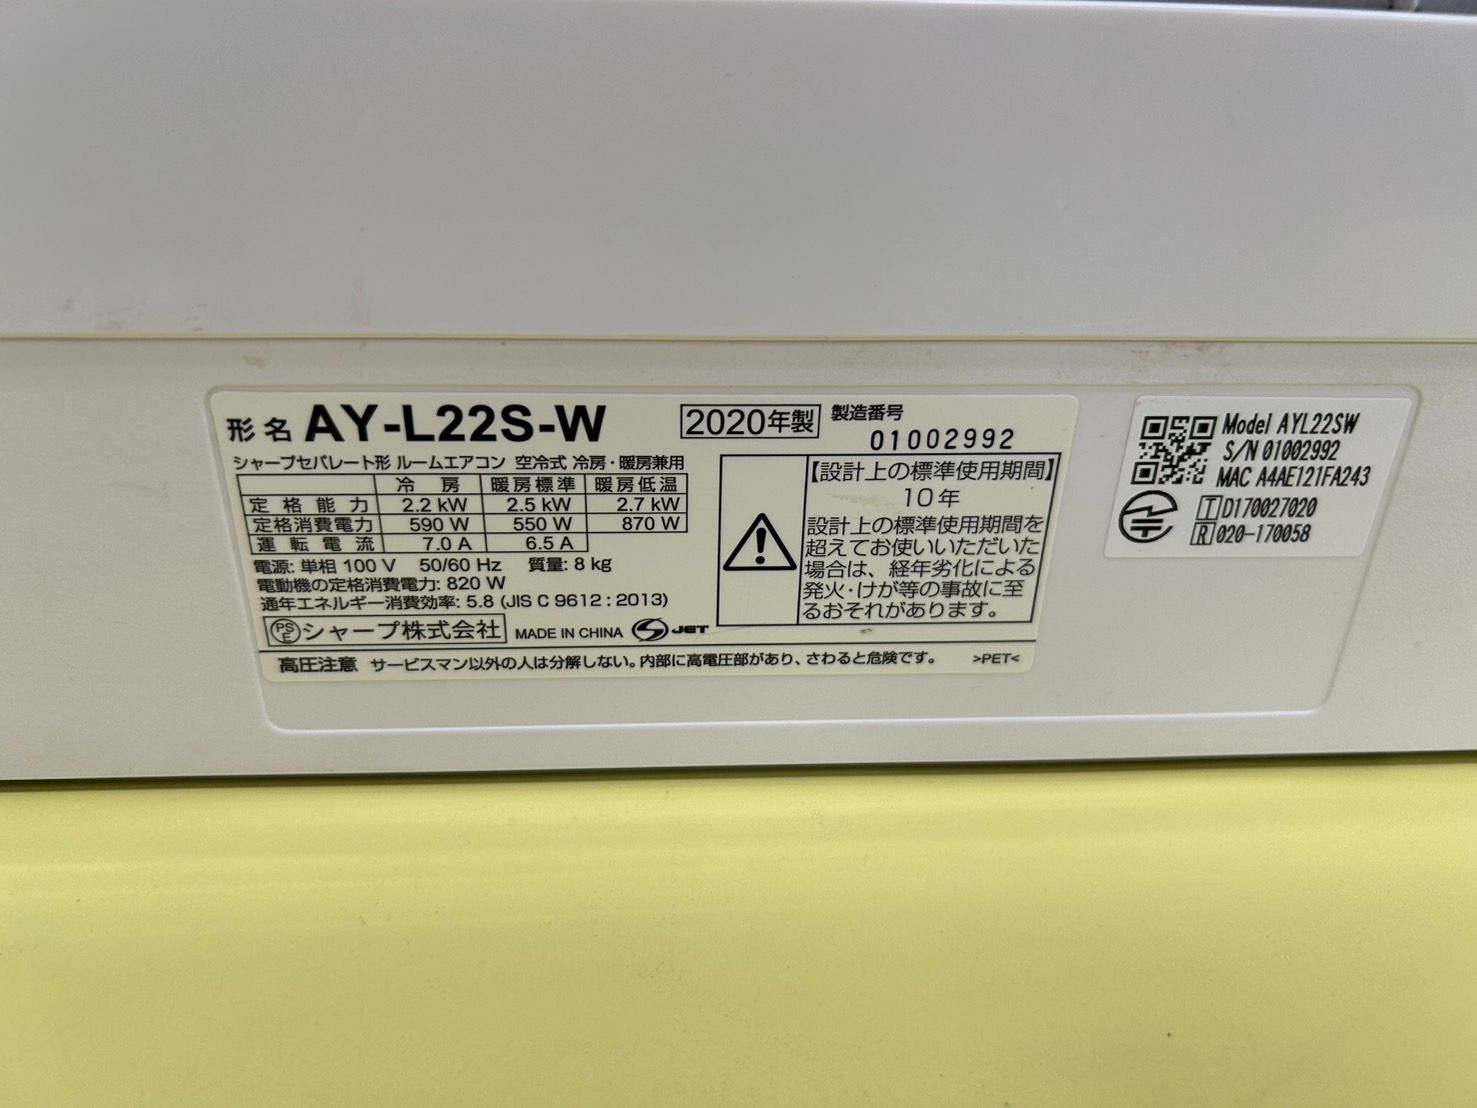 形名 AY-L22S-W 2020年製 製造番号 01002992
シャープセパレート形 ルームエアコン 空冷式 冷房・暖房兼用
冷房 暖房標準 暖房低温
定格能力 2.2 kW 2.5 kW 2.7 kW
定格消費電力 590 W 550 W 870 W
運転電流 7.0 A 6.5 A
電源: 単相 100 V 50/60 Hz 質量: 8 kg
電動機の定格消費電力: 820 W
通年エネルギー消費効率: 5.8 (JIS C 9612 : 2013)
PSE シャープ株式会社 MADE IN CHINA S JET
【設計上の標準使用期間】
10年
設計上の標準使用期間を
超えてお使いいただいた
場合は、経年劣化による
発火・けが等の事故に至
るおそれがあります。
高圧注意 サービスマン以外の人は分解しない。内部に高電圧部があり、さわると危険です。 >PET<
Model AYL22SW
S/N 01002992
MAC A4AE121FA243
T D170027020
R 020-170058